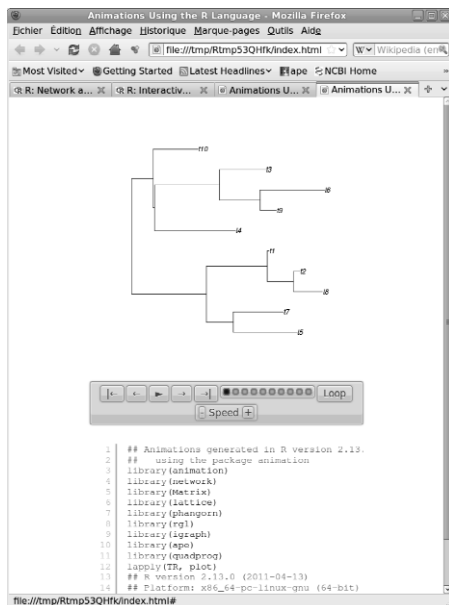 Animations Using the R Language - Mozilla Firefox
Fichier Édition Affichage Historique Marque-pages Outils Aide
file:///tmp/Rtmp53QHfk/index.html W Wikipedia (en
Most Visited Getting Started Latest Headlines ape NCBI Home »
R: Network a... R: Interactiv... Animations U... Animations U...
t10
t3
t6
t9
t4
t1
t2
t8
t7
t5
|← ← ► → →| Loop
- Speed +
1 ## Animations generated in R version 2.13.
2 ## using the package animation
3 library(animation)
4 library(network)
5 library(Matrix)
6 library(lattice)
7 library(phangorn)
8 library(rgl)
9 library(igraph)
10 library(ape)
11 library(quadprog)
12 lapply(TR, plot)
13 ## R version 2.13.0 (2011-04-13)
14 ## Platform: x86_64-pc-linux-gnu (64-bit)
file:///tmp/Rtmp53QHfk/index.html#